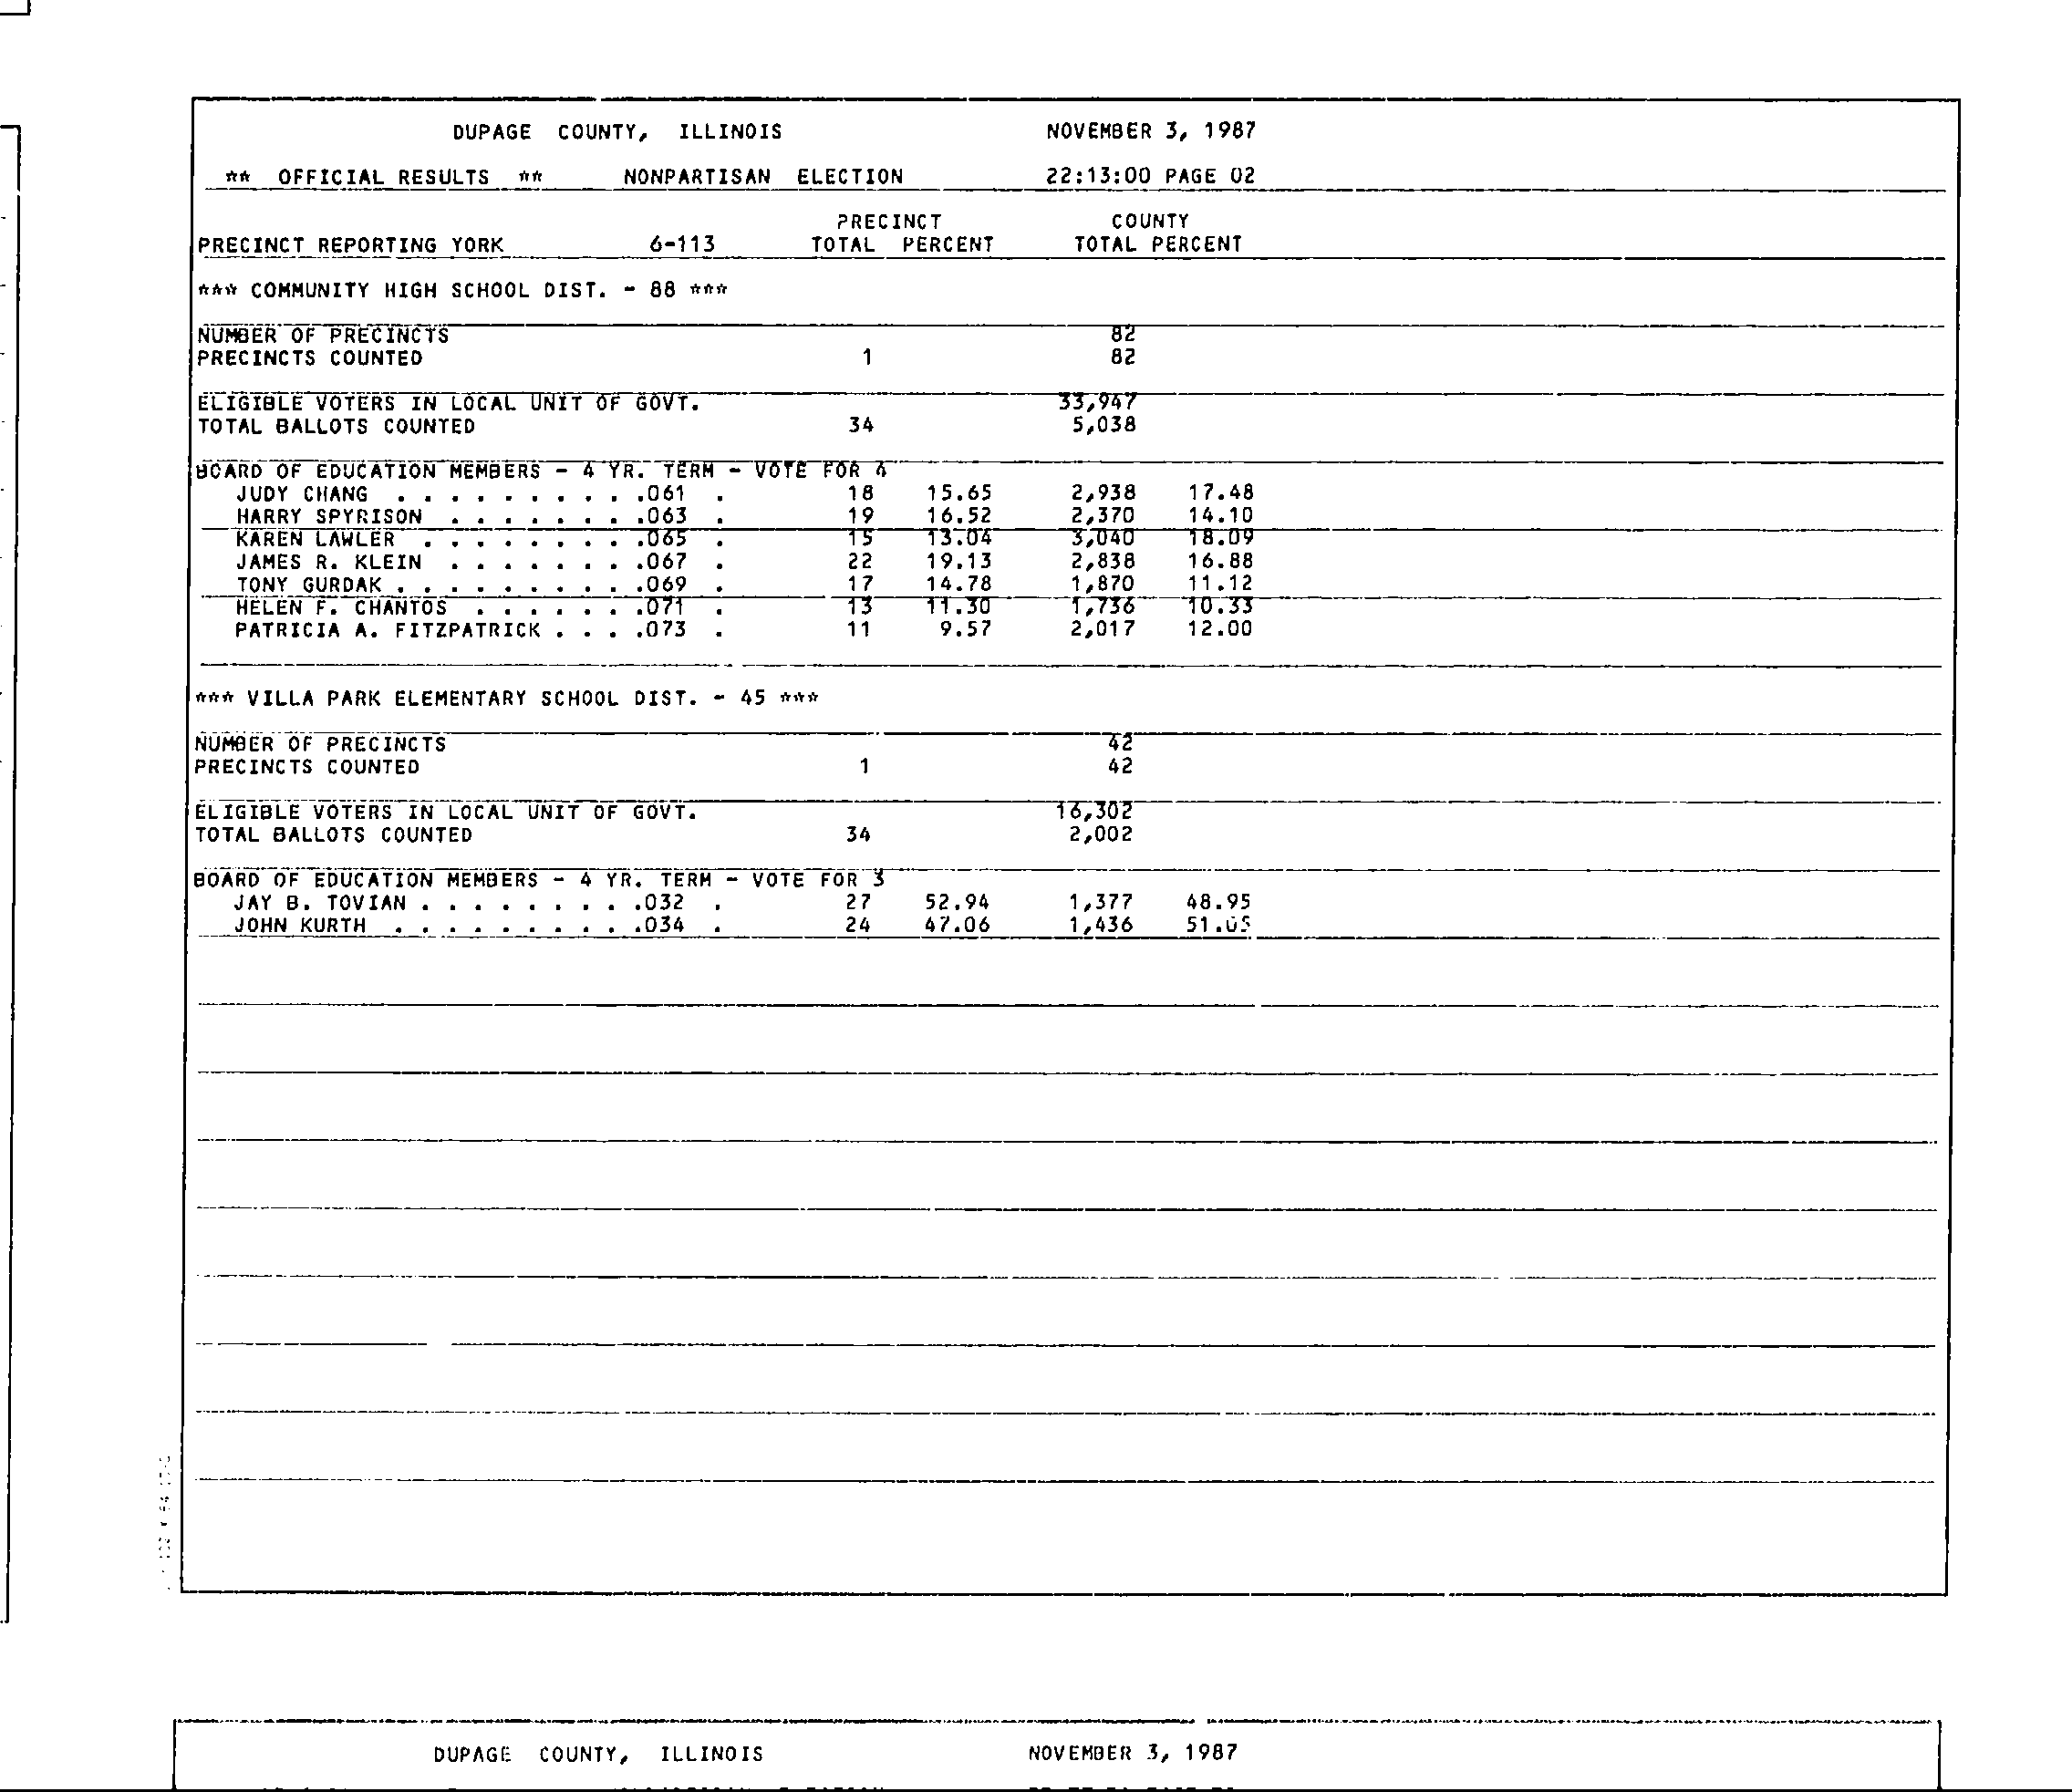 DUPAGE COUNTY, ILLINOIS NOVEMBER 3, 1987
** OFFICIAL RESULTS ** NONPARTISAN ELECTION 22:13:00 PAGE 02
PRECINCT COUNTY
PRECINCT REPORTING YORK 6-113 TOTAL PERCENT TOTAL PERCENT
*** COMMUNITY HIGH SCHOOL DIST. - 88 ***
NUMBER OF PRECINCTS 82
PRECINCTS COUNTED 1 82
ELIGIBLE VOTERS IN LOCAL UNIT OF GOVT. 33,947
TOTAL BALLOTS COUNTED 34 5,038
BOARD OF EDUCATION MEMBERS - 4 YR. TERM - VOTE FOR 4
JUDY CHANG . . . . . . . . . .061 . 18 15.65 2,938 17.48
HARRY SPYRISON . . . . . . . .063 . 19 16.52 2,370 14.10
KAREN LAWLER . . . . . . . . .065 . 15 13.04 3,040 18.09
JAMES R. KLEIN . . . . . . . .067 . 22 19.13 2,838 16.88
TONY GURDAK . . . . . . . . . .069 . 17 14.78 1,870 11.12
HELEN F. CHANTOS . . . . . . .071 . 13 11.30 1,736 10.33
PATRICIA A. FITZPATRICK . . . .073 . 11 9.57 2,017 12.00
*** VILLA PARK ELEMENTARY SCHOOL DIST. - 45 ***
NUMBER OF PRECINCTS 42
PRECINCTS COUNTED 1 42
ELIGIBLE VOTERS IN LOCAL UNIT OF GOVT. 16,302
TOTAL BALLOTS COUNTED 34 2,002
BOARD OF EDUCATION MEMBERS - 4 YR. TERM - VOTE FOR 3
JAY B. TOVIAN . . . . . . . . .032 . 27 52.94 1,377 48.95
JOHN KURTH . . . . . . . . . .034 . 24 47.06 1,436 51.05
DUPAGE COUNTY, ILLINOIS NOVEMBER 3, 1987